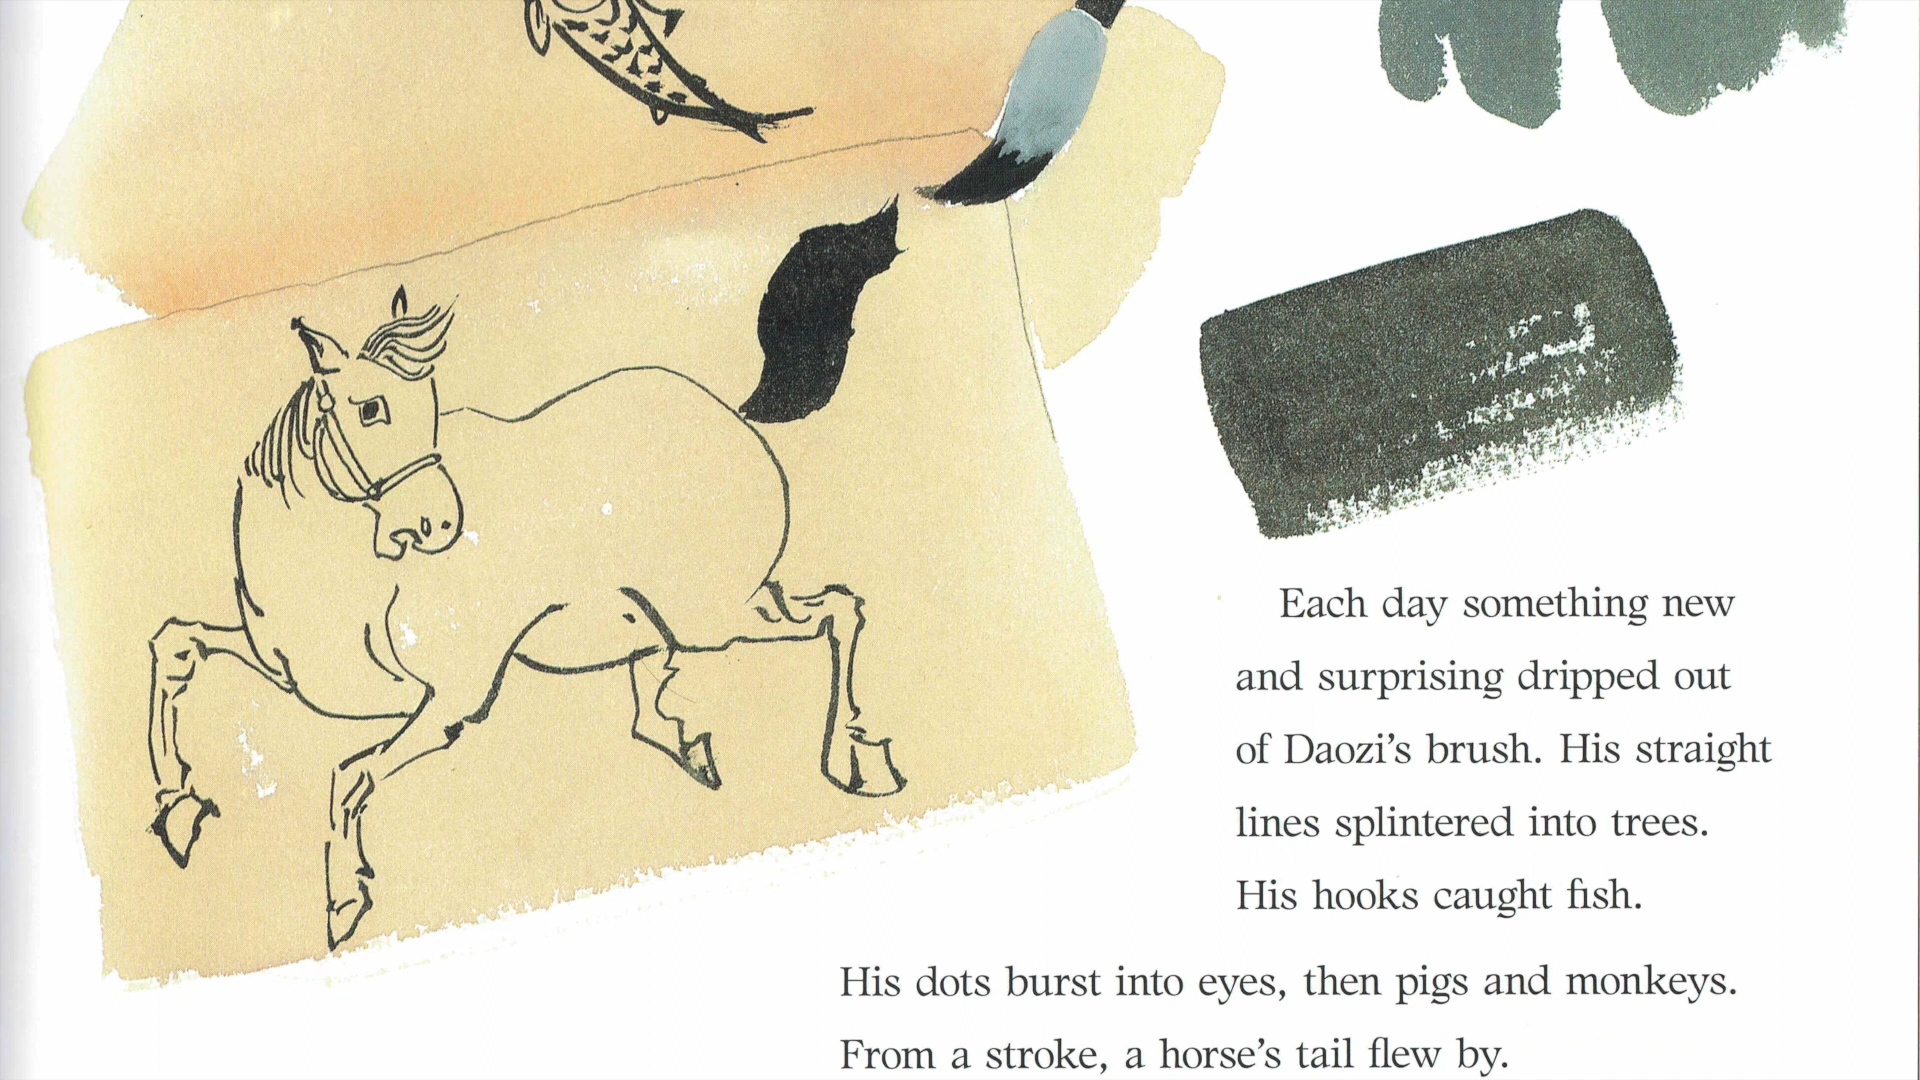 Each day something new
and surprising dripped out
of Daozi’s brush. His straight
lines splintered into trees.
His hooks caught fish.
His dots burst into eyes, then pigs and monkeys.
From a stroke, a horse’s tail flew by.